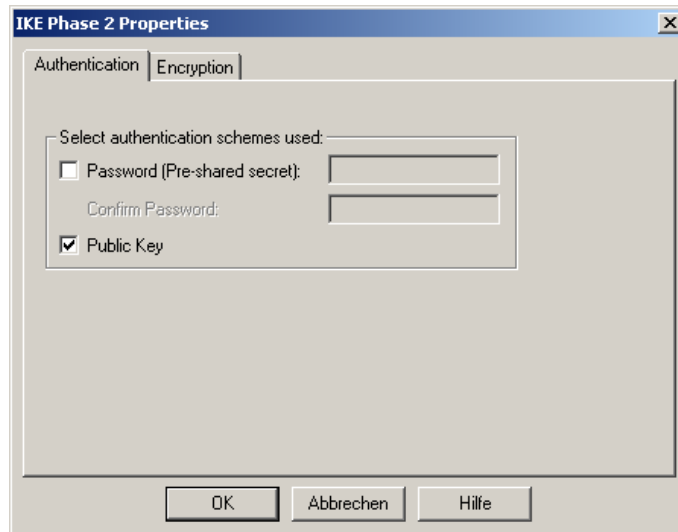 IKE Phase 2 Properties
Authentication
Encryption
Select authentication schemes used:
Password (Pre-shared secret):
Confirm Password:
Public Key
OK
Abbrechen
Hilfe